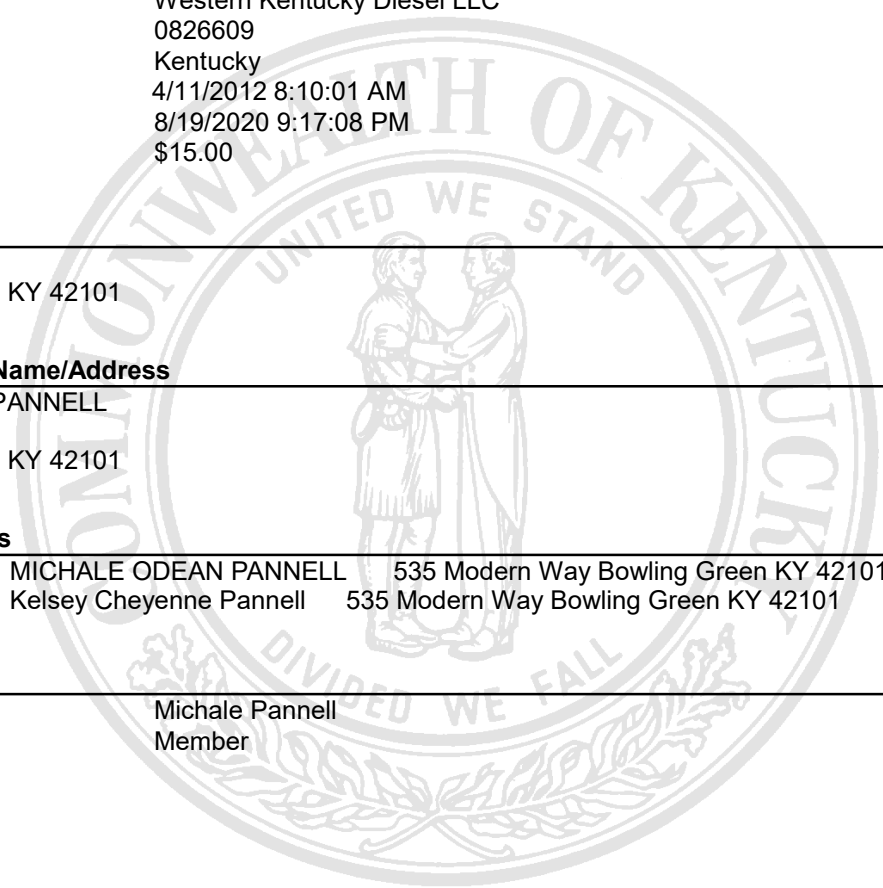 Western Kentucky Diesel LLC
0826609
Kentucky
4/11/2012 8:10:01 AM
8/19/2020 9:17:08 PM
$15.00
KY 42101
Name/Address
PANNELL
KY 42101
s
MICHALE ODEAN PANNELL 535 Modern Way Bowling Green KY 42101
Kelsey Cheyenne Pannell 535 Modern Way Bowling Green KY 42101
Michale Pannell
Member
COMMONWEALTH OF KENTUCKY
UNITED WE STAND
DIVIDED WE FALL